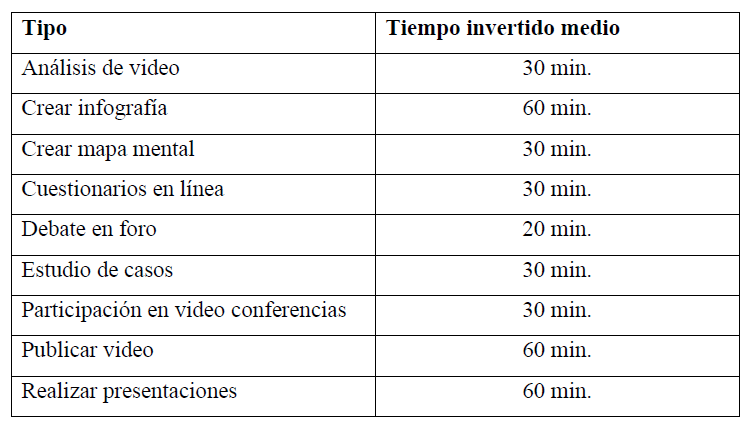 Tipo Tiempo invertido medio
Análisis de video 30 min.
Crear infografía 60 min.
Crear mapa mental 30 min.
Cuestionarios en línea 30 min.
Debate en foro 20 min.
Estudio de casos 30 min.
Participación en video conferencias 30 min.
Publicar video 60 min.
Realizar presentaciones 60 min.